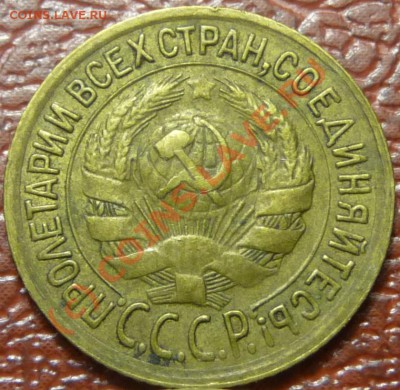 COINS.LAVE.RU
ПРОЛЕТАРИИ ВСЕХ СТРАН, СОЕДИНЯЙТЕСЬ!
С.С.С.Р.
COINS.LAVE.RU